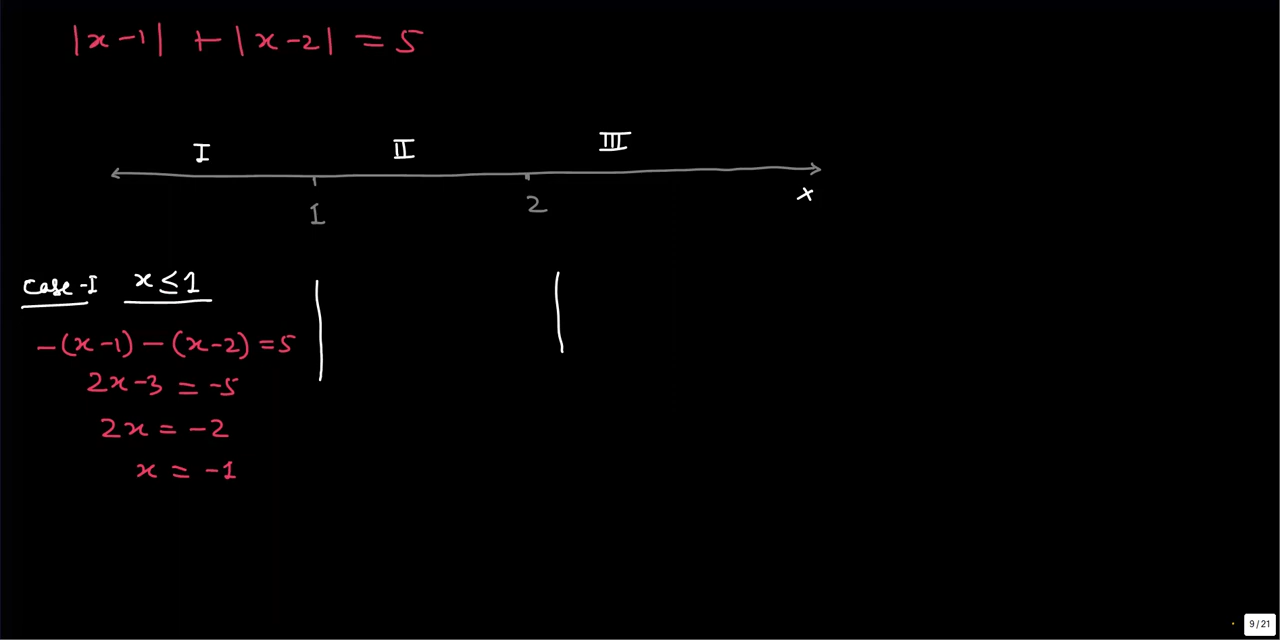 |x-1| + |x-2| = 5
I II III
1 2 x
Case-I x ≤ 1
-(x-1) - (x-2) = 5
2x-3 = -5
2x = -2
x = -1
9 / 21